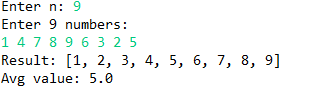 Enter n: 9
Enter 9 numbers:
1 4 7 8 9 6 3 2 5
Result: [1, 2, 3, 4, 5, 6, 7, 8, 9]
Avg value: 5.0